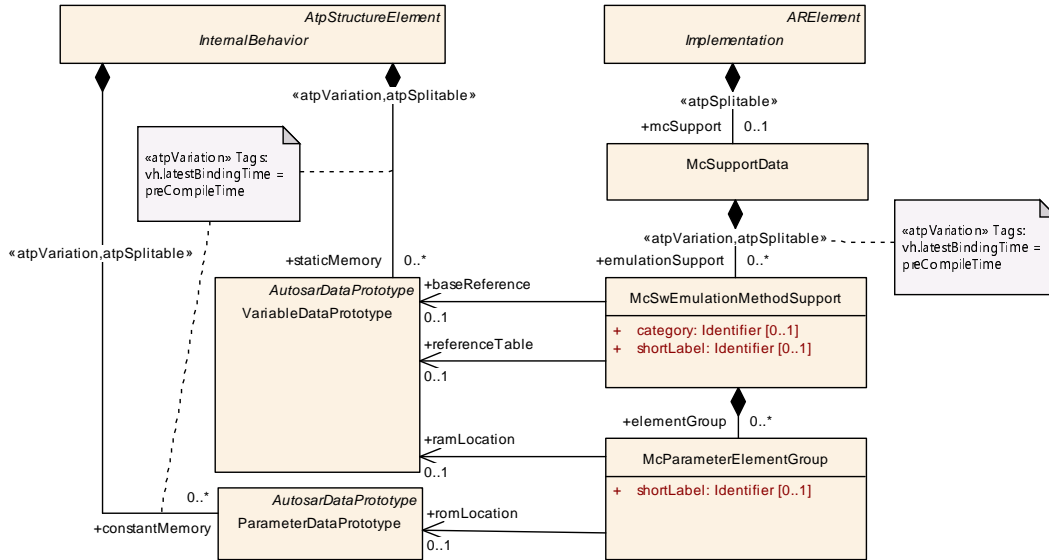 AtpStructureElement
InternalBehavior
ARElement
Implementation
«atpVariation,atpSplitable»
«atpSplitable»
+mcSupport 0..1
«atpVariation» Tags:
vh.latestBindingTime =
preCompileTime
McSupportData
«atpVariation» Tags:
vh.latestBindingTime =
preCompileTime
«atpVariation,atpSplitable»
«atpVariation,atpSplitable»
+staticMemory 0..*
+emulationSupport 0..*
AutosarDataPrototype
VariableDataPrototype
+baseReference
0..1
+referenceTable
0..1
McSwEmulationMethodSupport
+ category: Identifier [0..1]
+ shortLabel: Identifier [0..1]
+elementGroup 0..*
+ramLocation
0..1
McParameterElementGroup
+ shortLabel: Identifier [0..1]
0..*
+constantMemory
AutosarDataPrototype
ParameterDataPrototype
+romLocation
0..1